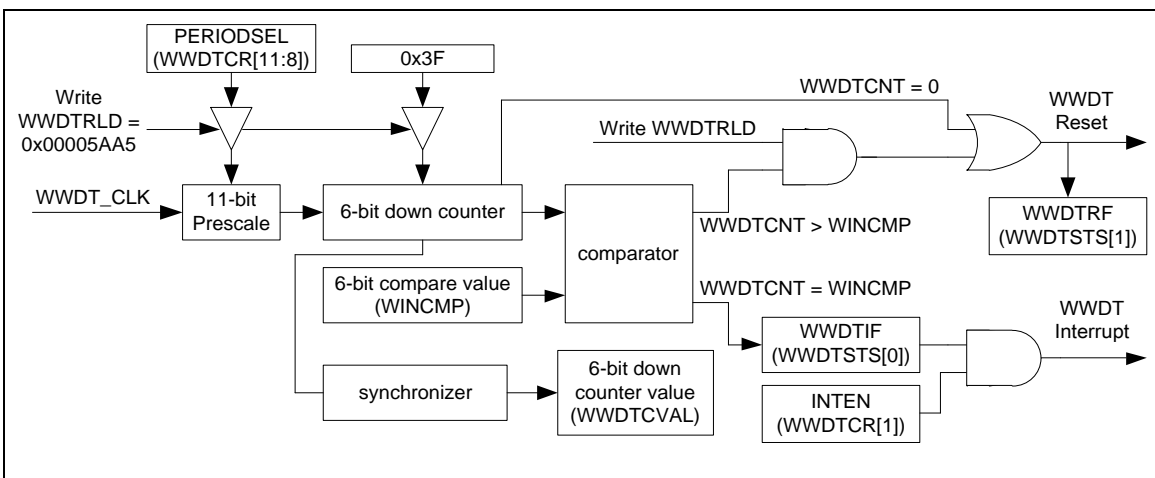 PERIODSEL
(WWDTCR[11:8])
0x3F
Write
WWDTRLD =
0x00005AA5
WWDTCNT = 0
WWDT
Reset
Write WWDTRLD
WWDT_CLK
11-bit
Prescale
6-bit down counter
comparator
WWDTCNT > WINCMP
WWDTRF
(WWDTSTS[1])
6-bit compare value
(WINCMP)
WWDTCNT = WINCMP
WWDTIF
(WWDTSTS[0])
WWDT
Interrupt
synchronizer
6-bit down
counter value
(WWDTCVAL)
INTEN
(WWDTCR[1])